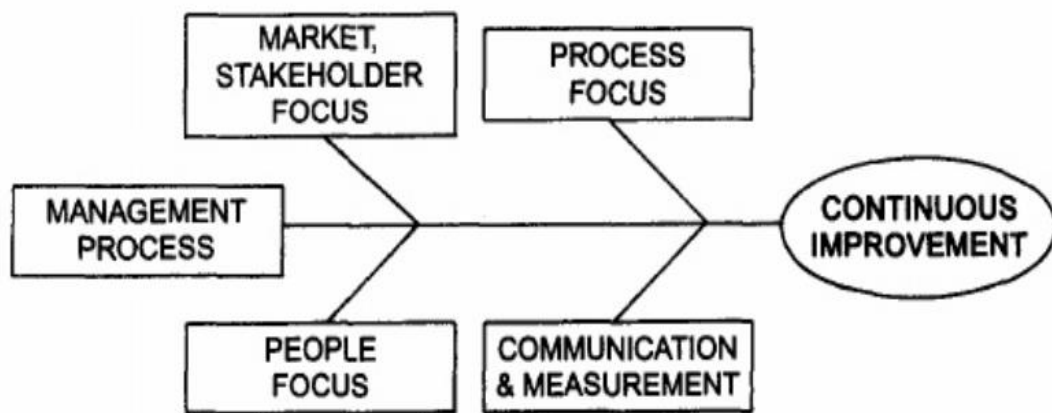 MARKET,
STAKEHOLDER
FOCUS
PROCESS
FOCUS
MANAGEMENT
PROCESS
CONTINUOUS
IMPROVEMENT
PEOPLE
FOCUS
COMMUNICATION
& MEASUREMENT